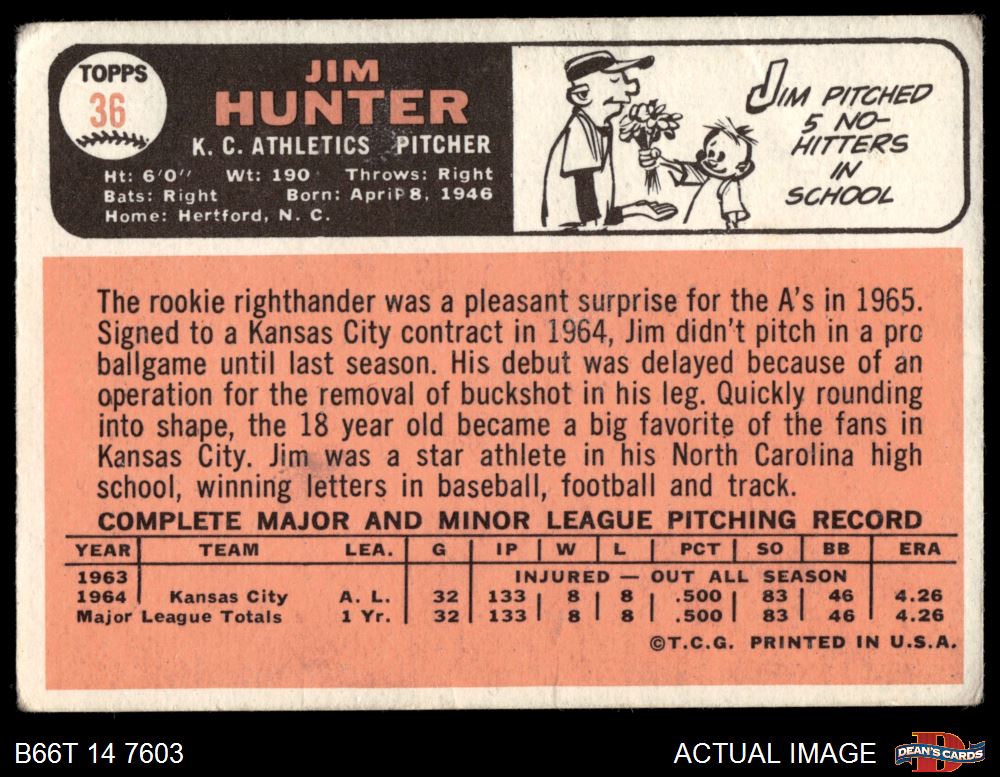 TOPPS
36
JIM
HUNTER
K. C. ATHLETICS PITCHER
Ht: 6'0" Wt: 190 Throws: Right
Bats: Right Born: April 8, 1946
Home: Hertford, N. C.
JIM PITCHED
5 NO-
HITTERS
IN
SCHOOL
The rookie righthander was a pleasant surprise for the A's in 1965.
Signed to a Kansas City contract in 1964, Jim didn't pitch in a pro
ballgame until last season. His debut was delayed because of an
operation for the removal of buckshot in his leg. Quickly rounding
into shape, the 18 year old became a big favorite of the fans in
Kansas City. Jim was a star athlete in his North Carolina high
school, winning letters in baseball, football and track.
COMPLETE MAJOR AND MINOR LEAGUE PITCHING RECORD
YEAR TEAM LEA. G IP W L PCT SO BB ERA
1963 INJURED — OUT ALL SEASON
1964 Kansas City A. L. 32 133 8 8 .500 83 46 4.26
Major League Totals 1 Yr. 32 133 8 8 .500 83 46 4.26
©T.C.G. PRINTED IN U.S.A.
B66T 14 7603
ACTUAL IMAGE
DEAN'S CARDS